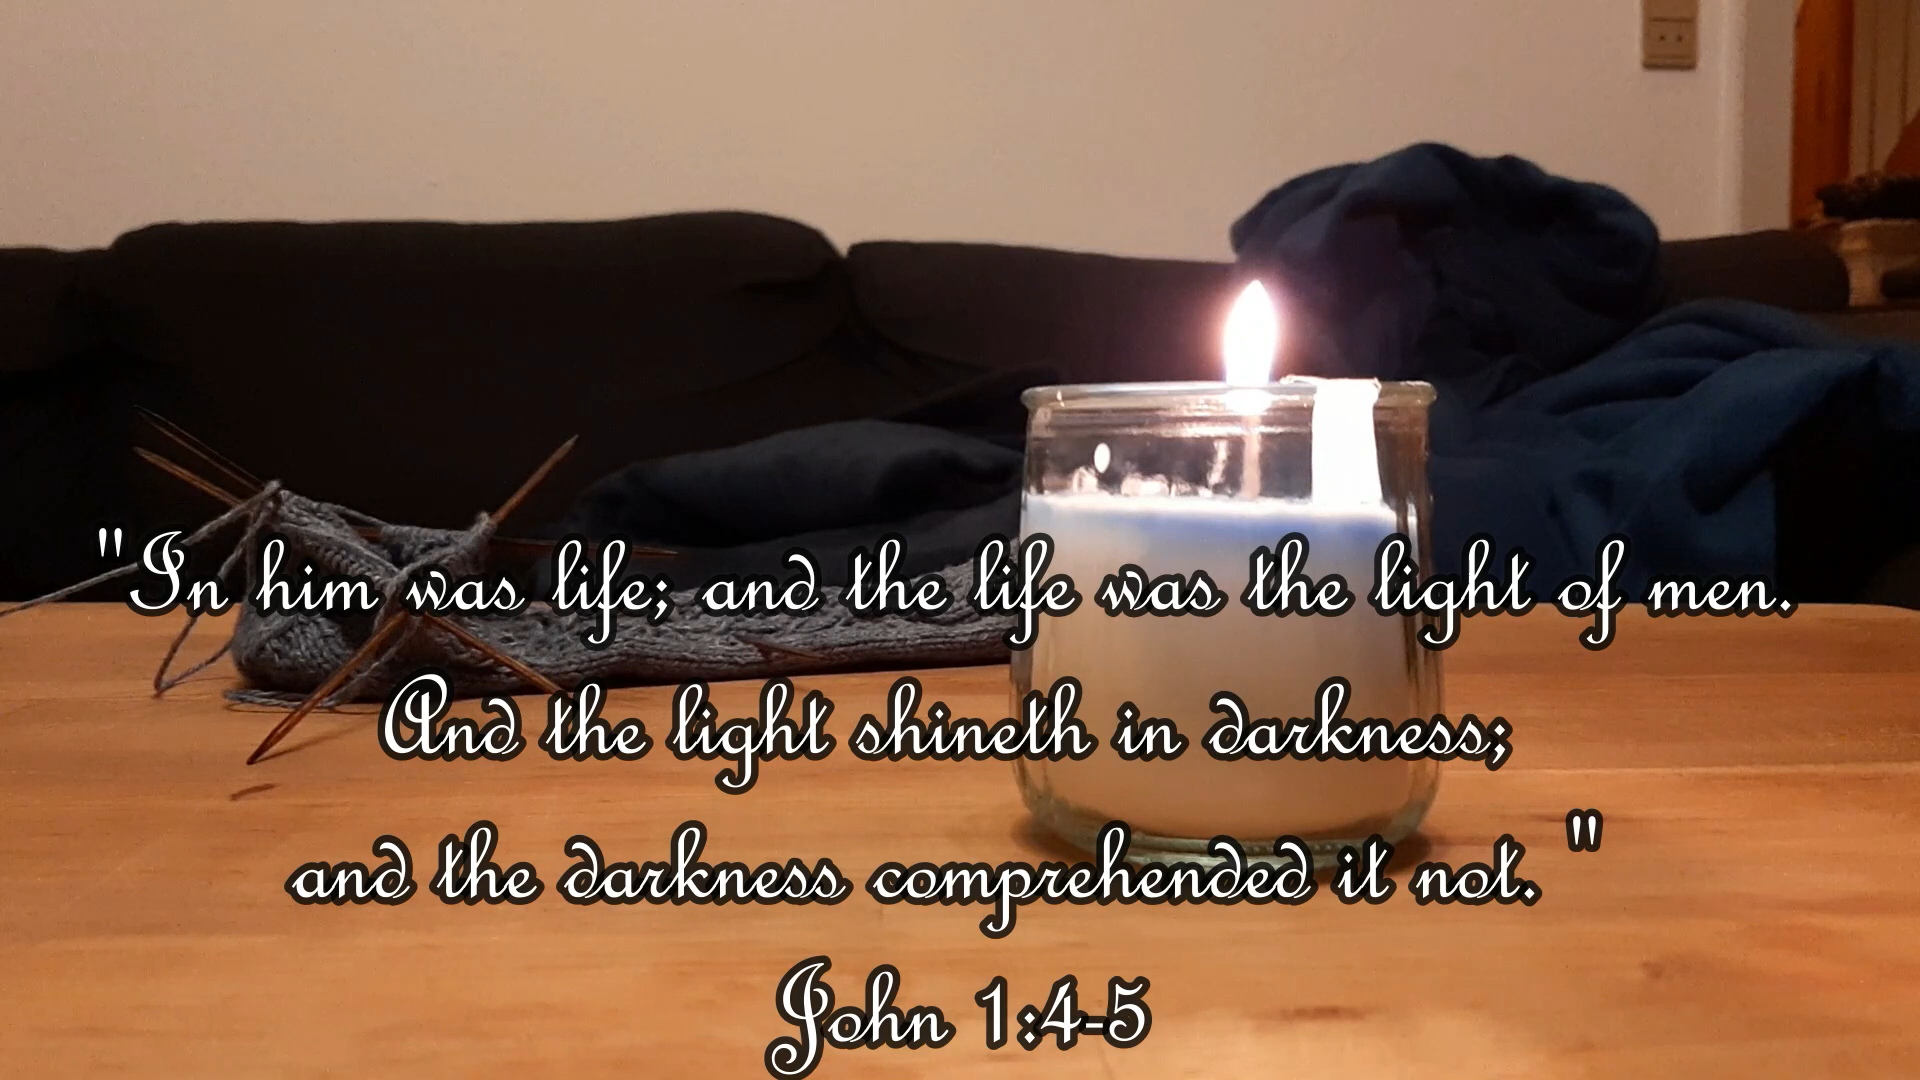 "In him was life; and the life was the light of men.
And the light shineth in darkness;
and the darkness comprehended it not. "
John 1:4-5